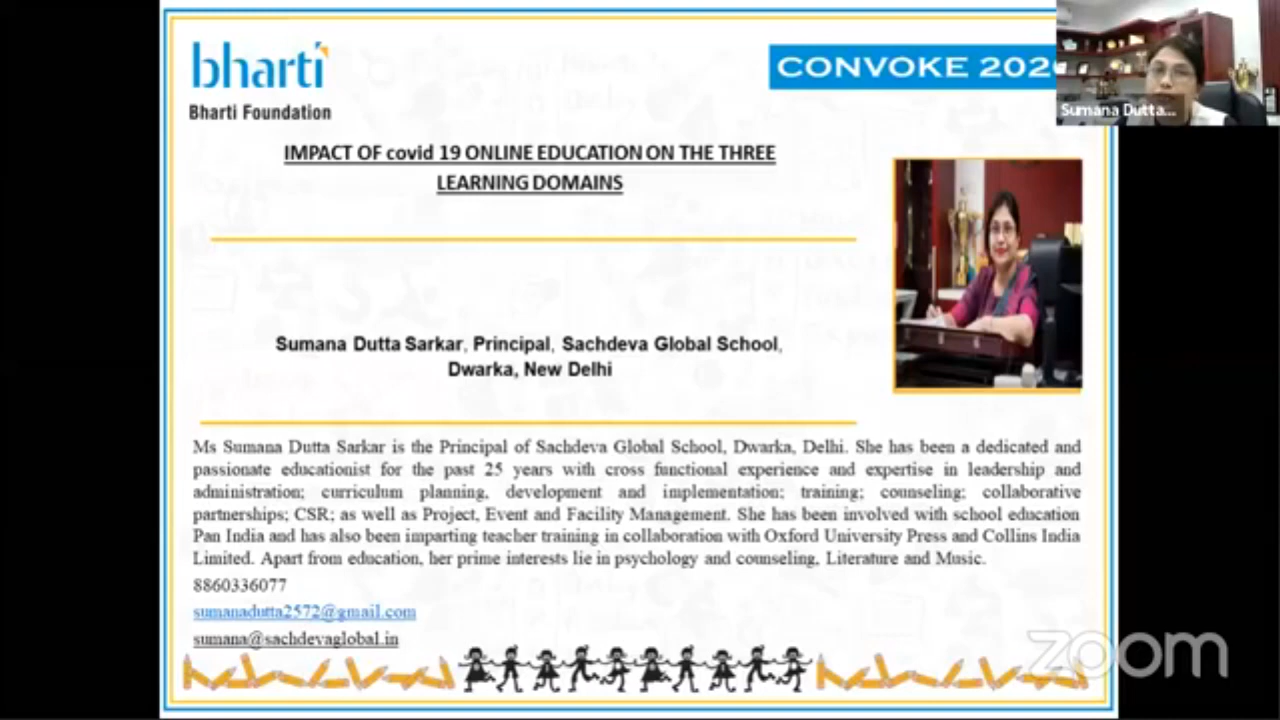 bharti
Bharti Foundation
CONVOKE 202
Sumana Dutta...
IMPACT OF covid 19 ONLINE EDUCATION ON THE THREE
LEARNING DOMAINS
Sumana Dutta Sarkar, Principal, Sachdeva Global School,
Dwarka, New Delhi
Ms Sumana Dutta Sarkar is the Principal of Sachdeva Global School, Dwarka, Delhi. She has been a dedicated and
passionate educationist for the past 25 years with cross functional experience and expertise in leadership and
administration; curriculum planning, development and implementation; training; counseling; collaborative
partnerships; CSR; as well as Project, Event and Facility Management. She has been involved with school education
Pan India and has also been imparting teacher training in collaboration with Oxford University Press and Collins India
Limited. Apart from education, her prime interests lie in psychology and counseling, Literature and Music.
8860336077
sumanadutta2572@gmail.com
sumana@sachdevaglobal.in
zoom